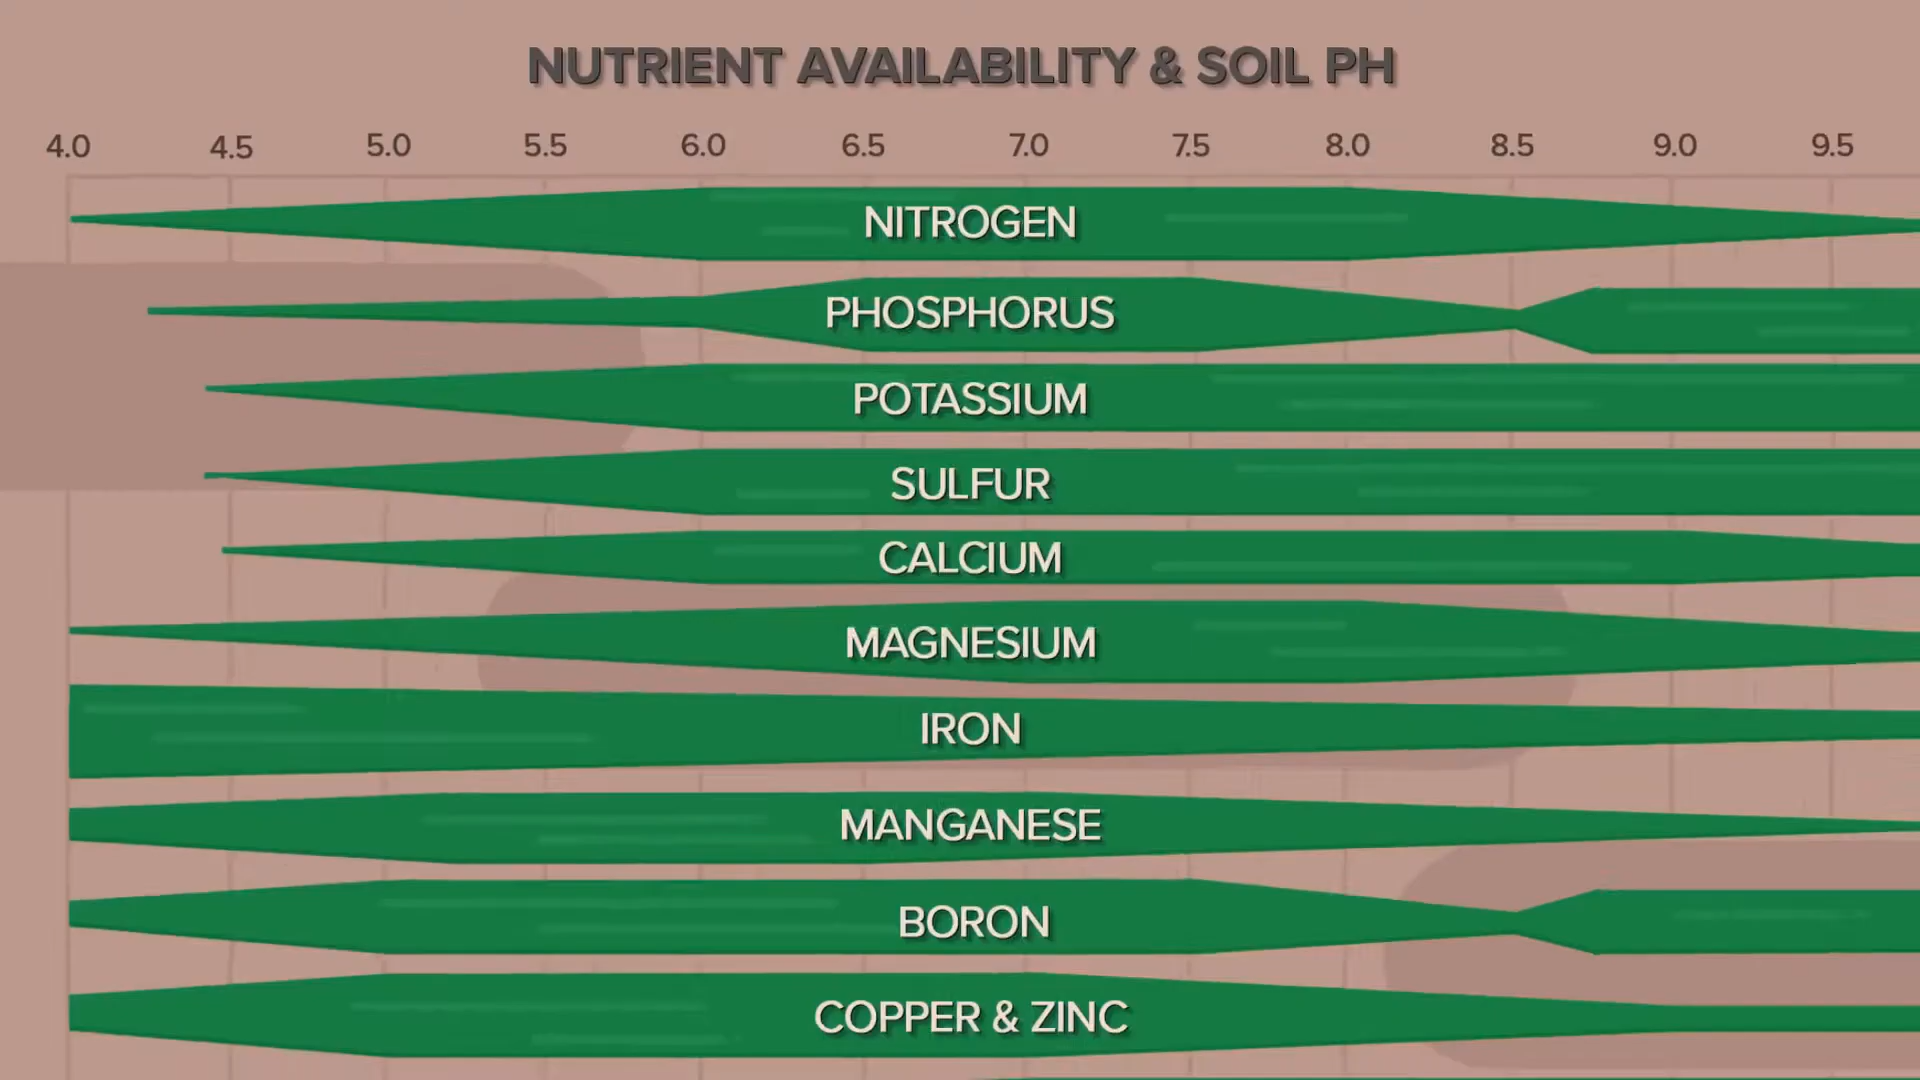 NUTRIENT AVAILABILITY & SOIL PH
4.0 4.5 5.0 5.5 6.0 6.5 7.0 7.5 8.0 8.5 9.0 9.5
NITROGEN
PHOSPHORUS
POTASSIUM
SULFUR
CALCIUM
MAGNESIUM
IRON
MANGANESE
BORON
COPPER & ZINC